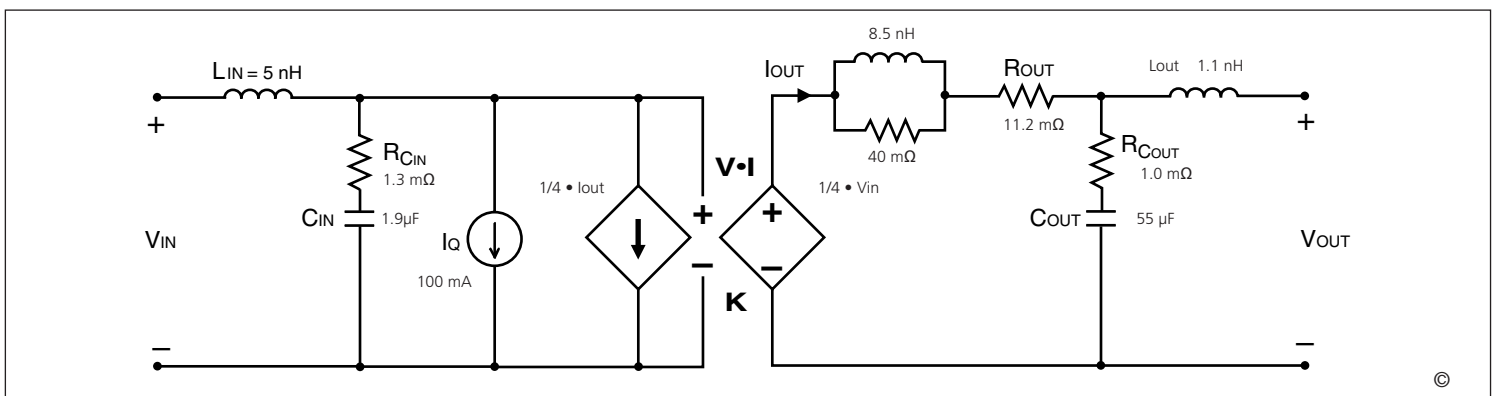 LIN = 5 nH
+
−
VIN
RCIN
1.3 mΩ
CIN
1.9µF
IQ
100 mA
1/4 • Iout
V•I
+
−
K
1/4 • Vin
+
−
IOUT
8.5 nH
40 mΩ
ROUT
11.2 mΩ
RCOUT
1.0 mΩ
COUT
55 µF
Lout 1.1 nH
+
VOUT
−
©